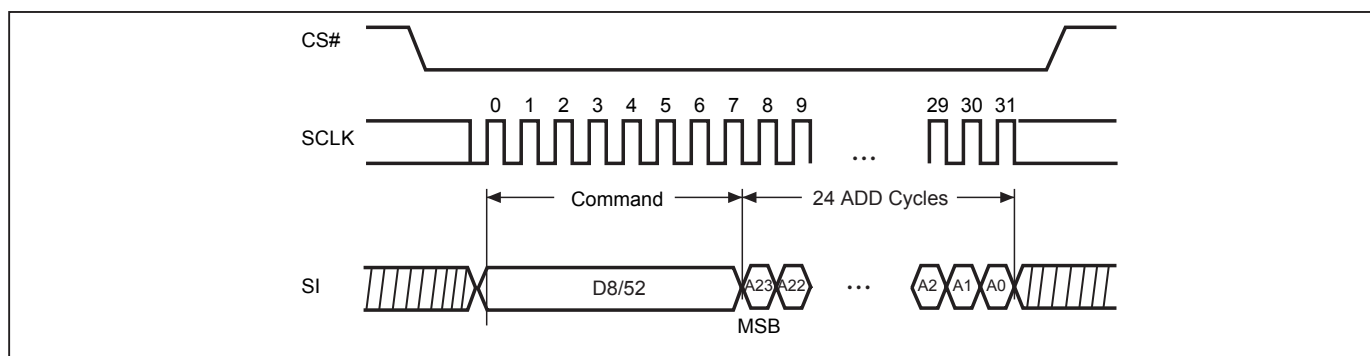 CS#
0 1 2 3 4 5 6 7 8 9 29 30 31
SCLK
...
Command 24 ADD Cycles
SI
D8/52 A23 A22 ... A2 A1 A0
MSB